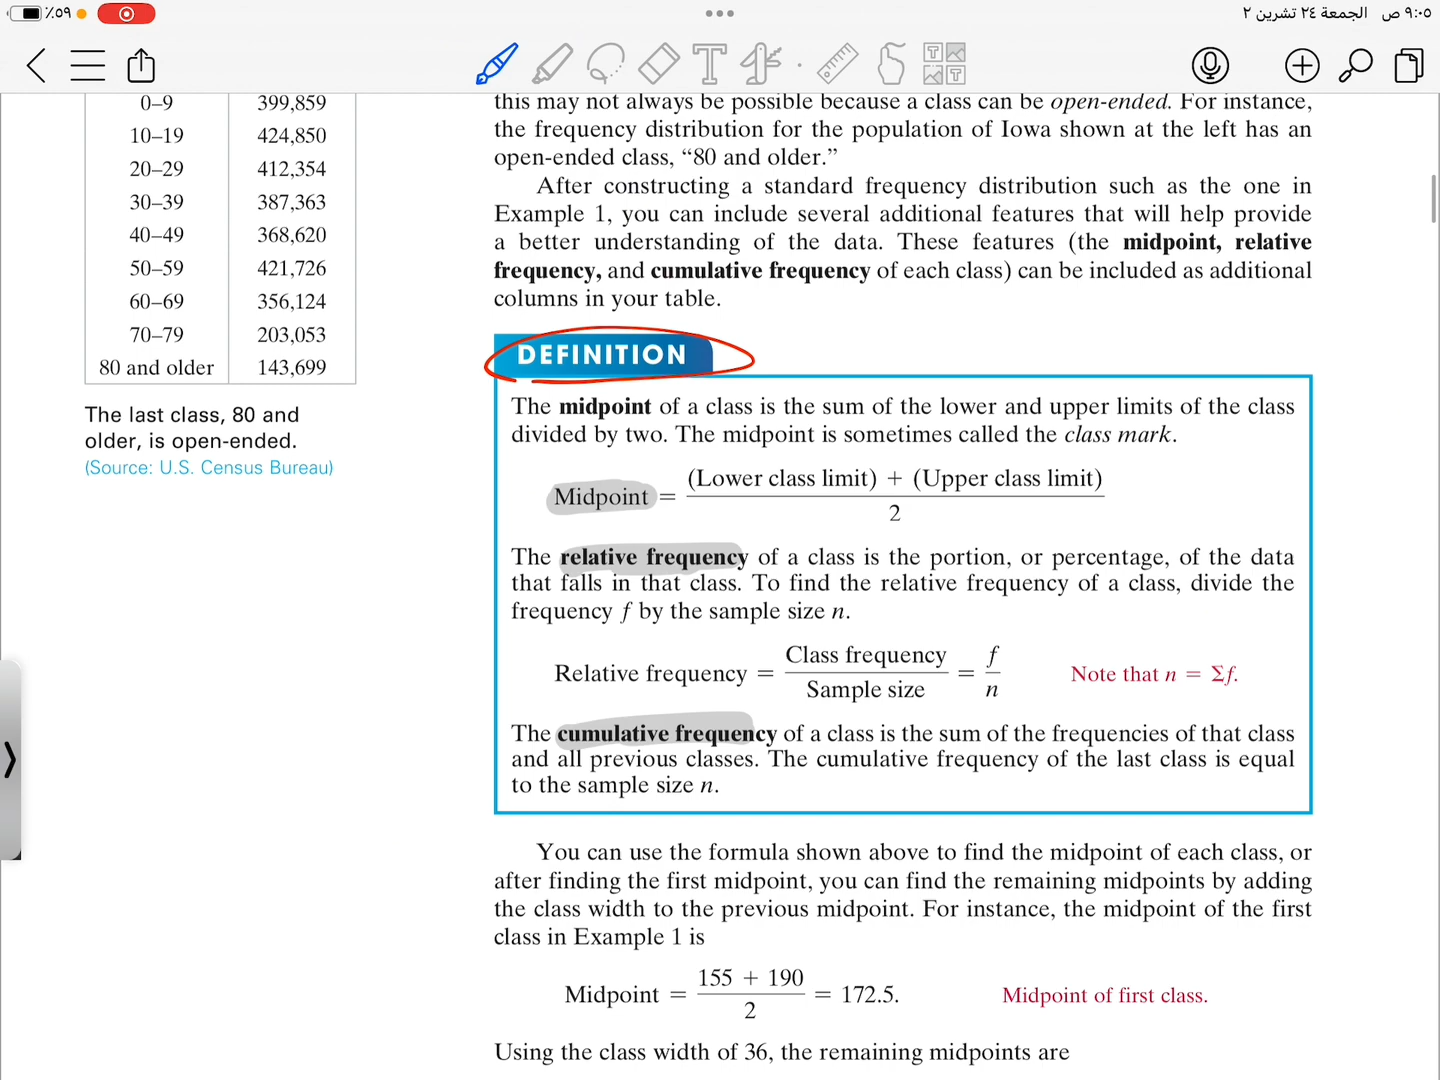 ٪٥٩
٩:٠٥ ص الجمعة ٢٤ تشرين ٢
0–9 399,859
10–19 424,850
20–29 412,354
30–39 387,363
40–49 368,620
50–59 421,726
60–69 356,124
70–79 203,053
80 and older 143,699
The last class, 80 and
older, is open-ended.
(Source: U.S. Census Bureau)
this may not always be possible because a class can be open-ended. For instance,
the frequency distribution for the population of Iowa shown at the left has an
open-ended class, “80 and older.”
After constructing a standard frequency distribution such as the one in
Example 1, you can include several additional features that will help provide
a better understanding of the data. These features (the midpoint, relative
frequency, and cumulative frequency of each class) can be included as additional
columns in your table.
DEFINITION
The midpoint of a class is the sum of the lower and upper limits of the class
divided by two. The midpoint is sometimes called the class mark.
Midpoint = (Lower class limit) + (Upper class limit)
2
The relative frequency of a class is the portion, or percentage, of the data
that falls in that class. To find the relative frequency of a class, divide the
frequency f by the sample size n.
Relative frequency = Class frequency / Sample size = f / n Note that n = Σf.
The cumulative frequency of a class is the sum of the frequencies of that class
and all previous classes. The cumulative frequency of the last class is equal
to the sample size n.
You can use the formula shown above to find the midpoint of each class, or
after finding the first midpoint, you can find the remaining midpoints by adding
the class width to the previous midpoint. For instance, the midpoint of the first
class in Example 1 is
Midpoint = 155 + 190 / 2 = 172.5. Midpoint of first class.
Using the class width of 36, the remaining midpoints are